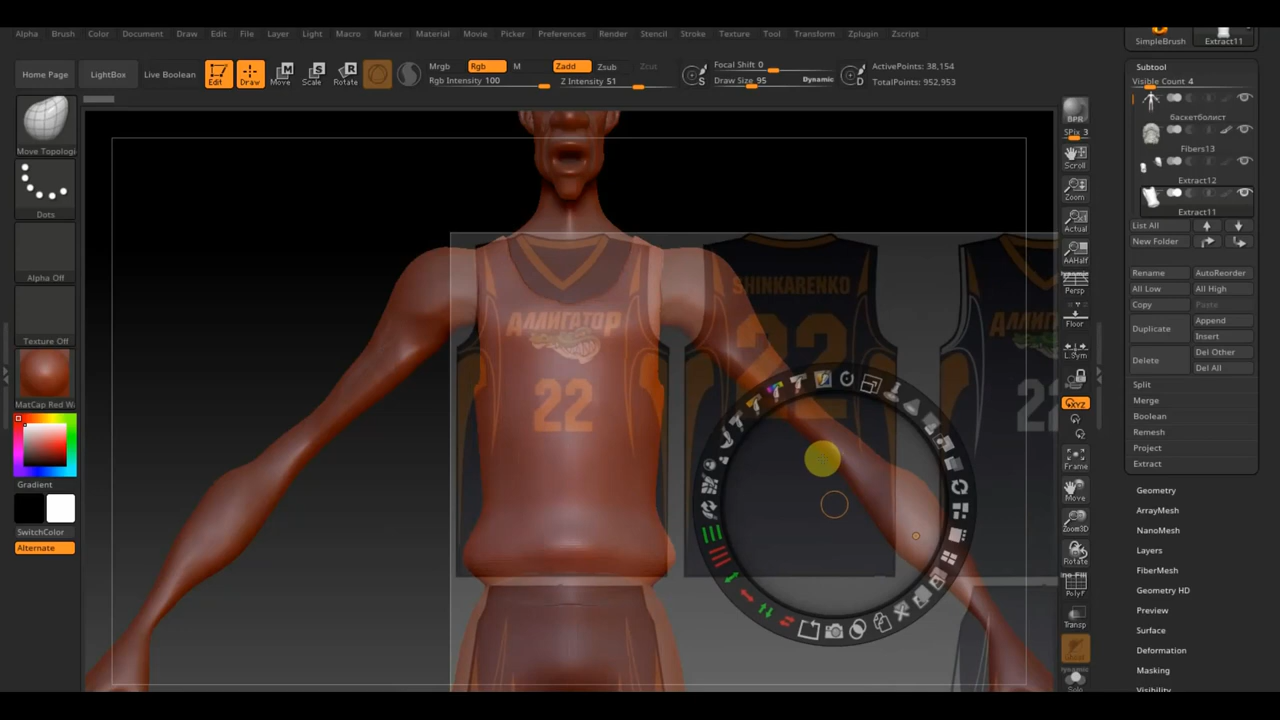 Alpha Brush Color Document Draw Edit File Layer Light Macro Marker Material Movie Picker Preferences Render Stencil Stroke Texture Tool Transform Zplugin Zscript
SimpleBrush Extract11
Home Page LightBox Live Boolean Edit Draw Move Scale Rotate
Mrgb Rgb M Zadd Zsub Zcut
Rgb Intensity 100 Z Intensity 51
Focal Shift 0
Draw Size 95 Dynamic
ActivePoints: 38,154
TotalPoints: 952,953
Subtool
Visible Count 4
баскетболист
Fibers13
Extract12
Extract11
List All
New Folder
Rename AutoReorder
All Low All High
Copy Paste
Duplicate Append
Insert
Delete Del Other
Del All
Split
Merge
Boolean
Remesh
Project
Extract
Geometry
ArrayMesh
NanoMesh
Layers
FiberMesh
Geometry HD
Preview
Surface
Deformation
Masking
Visibility
Move Topologi
Dots
Alpha Off
Texture Off
MatCap Red W
Gradient
SwitchColor
Alternate
BPR
SPix 3
Scroll
Zoom
Actual
AAHalf
Dynamic
Persp
Floor
L.Sym
XYZ
Frame
Move
Zoom3D
Rotate
PolyF
Transp
Ghost
Dynamic
Solo
АЛЛИГАТОР
22
SHINKARENKO
22